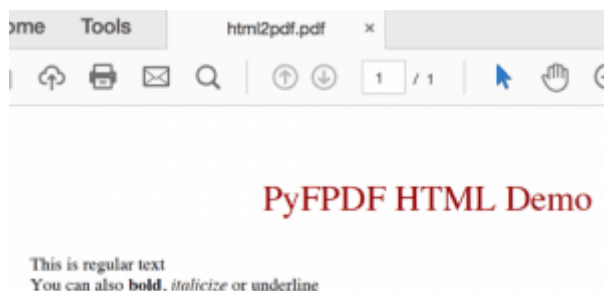 ome Tools html2pdf.pdf ×
1 / 1
PyFPDF HTML Demo
This is regular text
You can also bold, italicize or underline